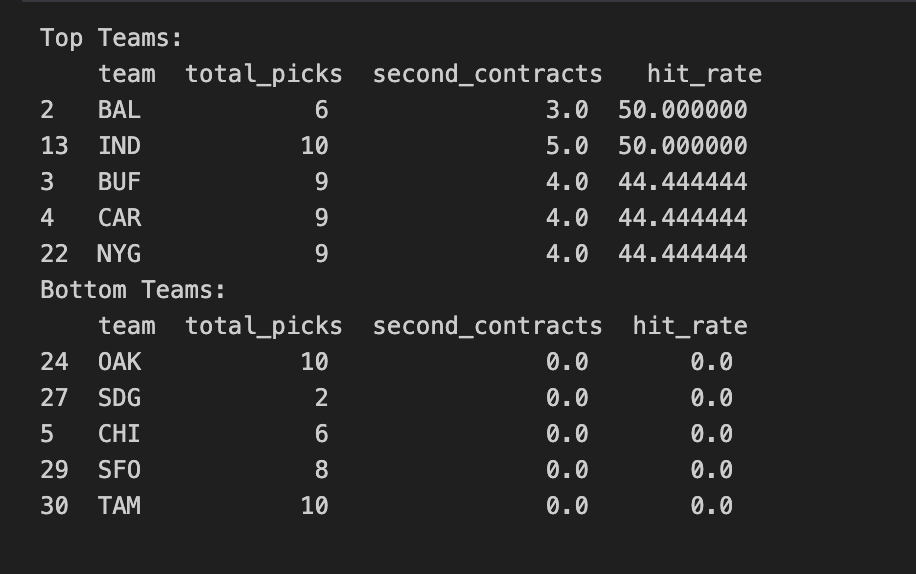 Top Teams:
    team  total_picks  second_contracts   hit_rate
2   BAL            6               3.0  50.000000
13  IND           10               5.0  50.000000
3   BUF            9               4.0  44.444444
4   CAR            9               4.0  44.444444
22  NYG            9               4.0  44.444444
Bottom Teams:
    team  total_picks  second_contracts  hit_rate
24  OAK           10               0.0       0.0
27  SDG            2               0.0       0.0
5   CHI            6               0.0       0.0
29  SFO            8               0.0       0.0
30  TAM           10               0.0       0.0